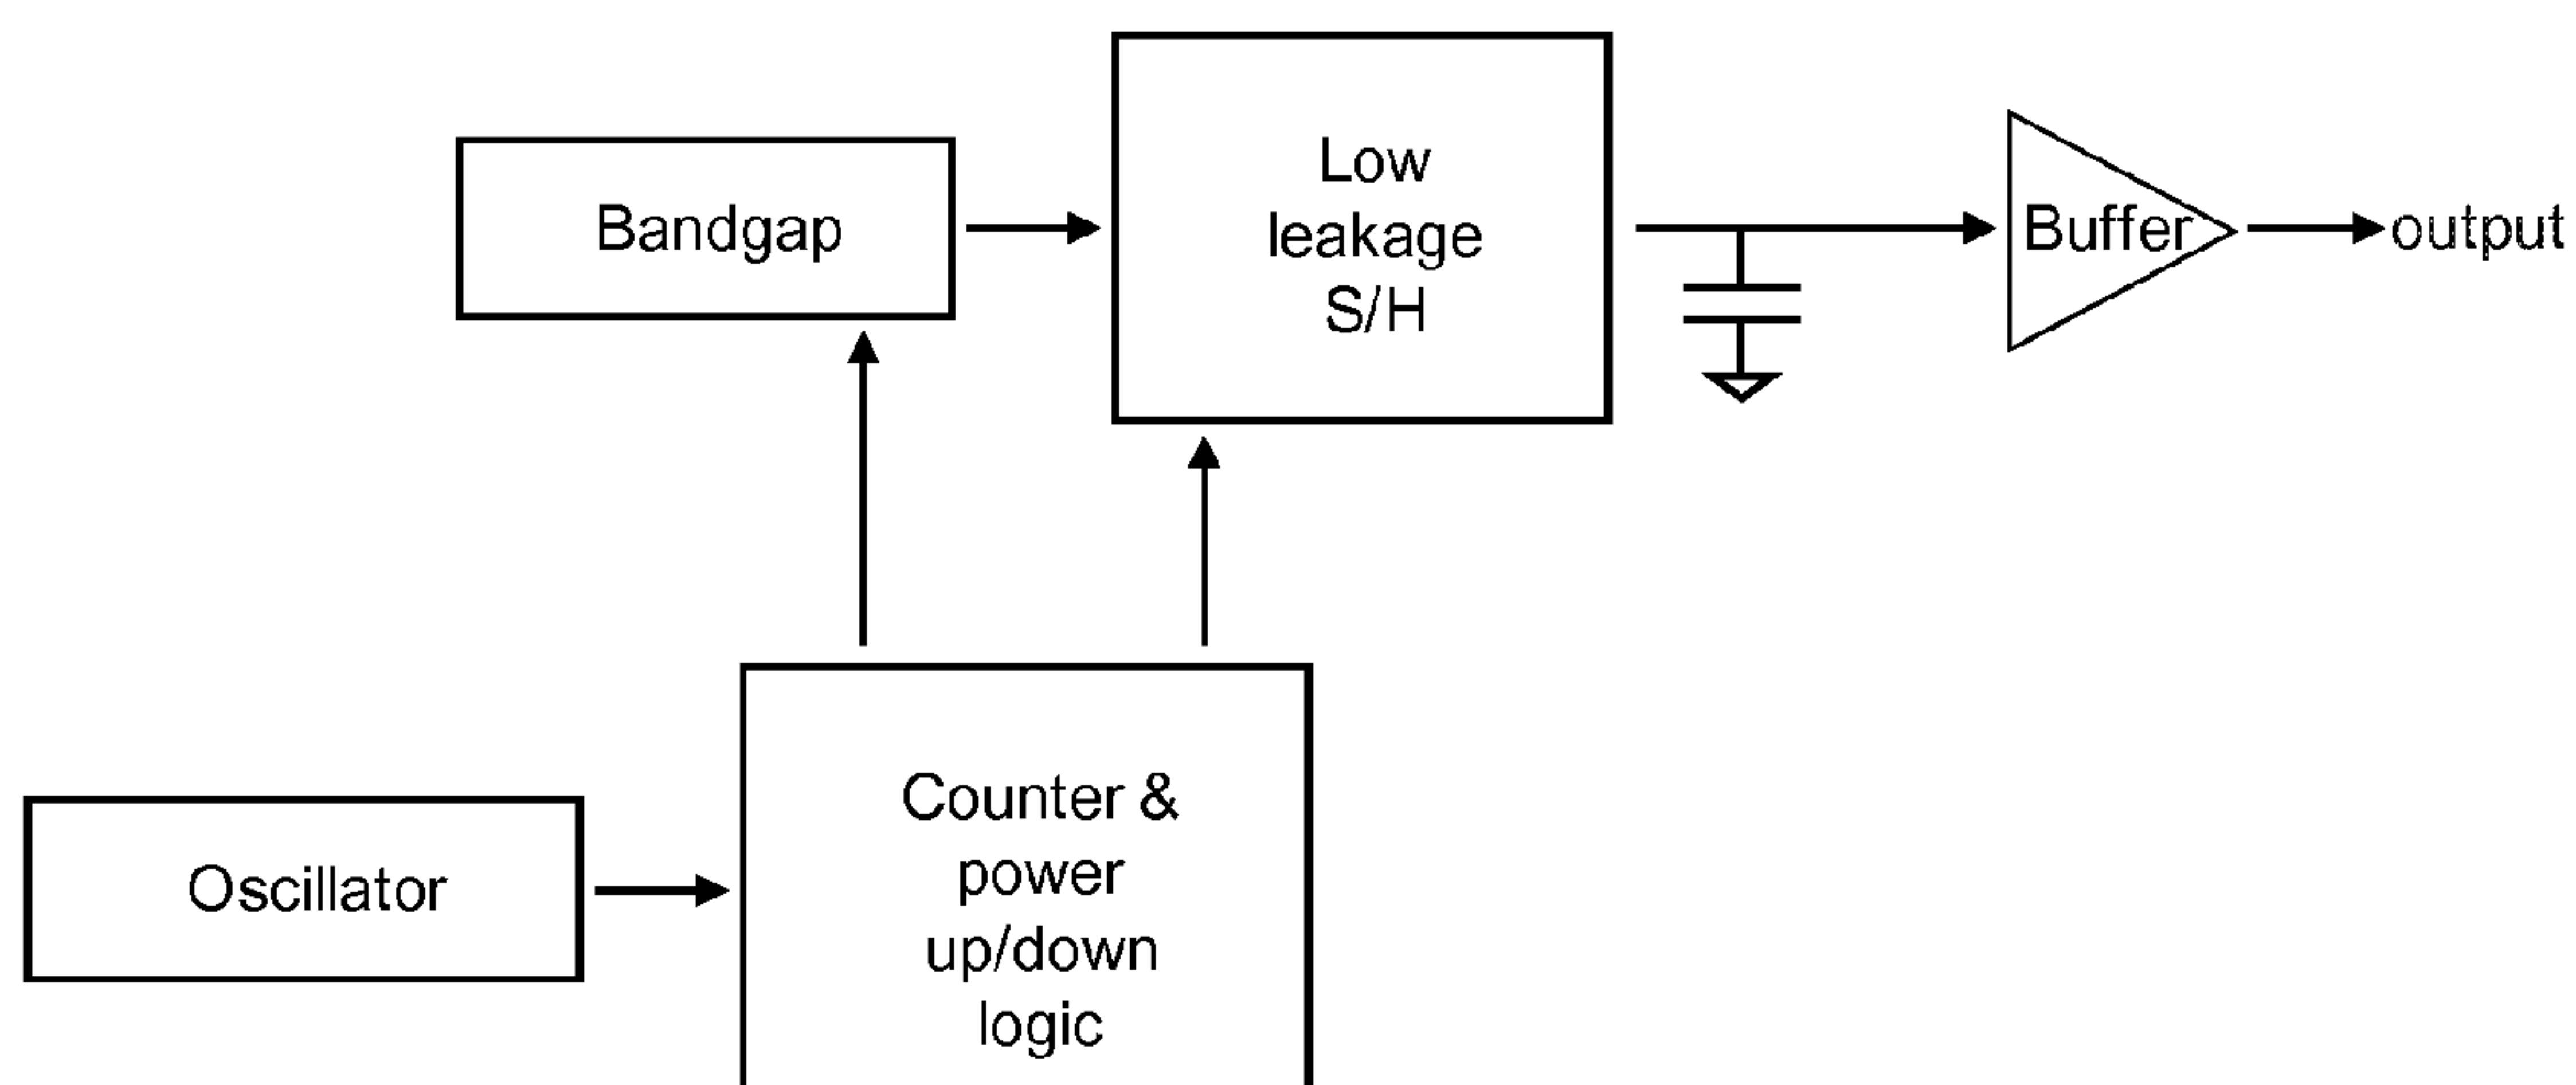 Low
leakage
S/H
Bandgap
Buffer
output
Counter &
power
up/down
logic
Oscillator